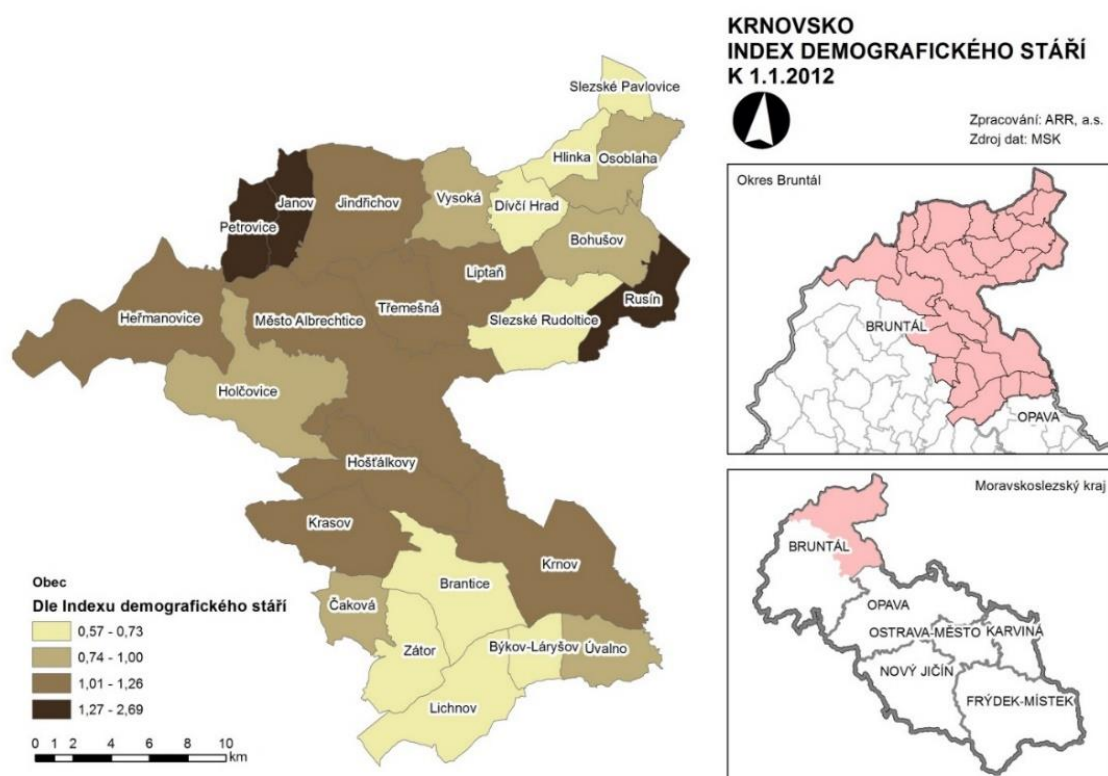 KRNOVSKO
INDEX DEMOGRAFICKÉHO STÁŘÍ
K 1.1.2012
Zpracování: ARR, a.s.
Zdroj dat: MSK
Slezské Pavlovice
Hlinka
Osoblaha
Janov
Jindřichov
Vysoká
Dívčí Hrad
Petrovice
Bohušov
Liptaň
Rusín
Heřmanovice
Město Albrechtice
Třemešná
Slezské Rudoltice
Holčovice
Hošťálkovy
Krasov
Krnov
Brantice
Čaková
Zátor
Býkov-Láryšov
Úvalno
Lichnov
Obec
Dle Indexu demografického stáří
0,57 - 0,73
0,74 - 1,00
1,01 - 1,26
1,27 - 2,69
0 1 2 4 6 8 10
km
Okres Bruntál
BRUNTÁL
OPAVA
Moravskoslezský kraj
BRUNTÁL
OPAVA
OSTRAVA-MĚSTO
KARVINÁ
NOVÝ JIČÍN
FRÝDEK-MÍSTEK